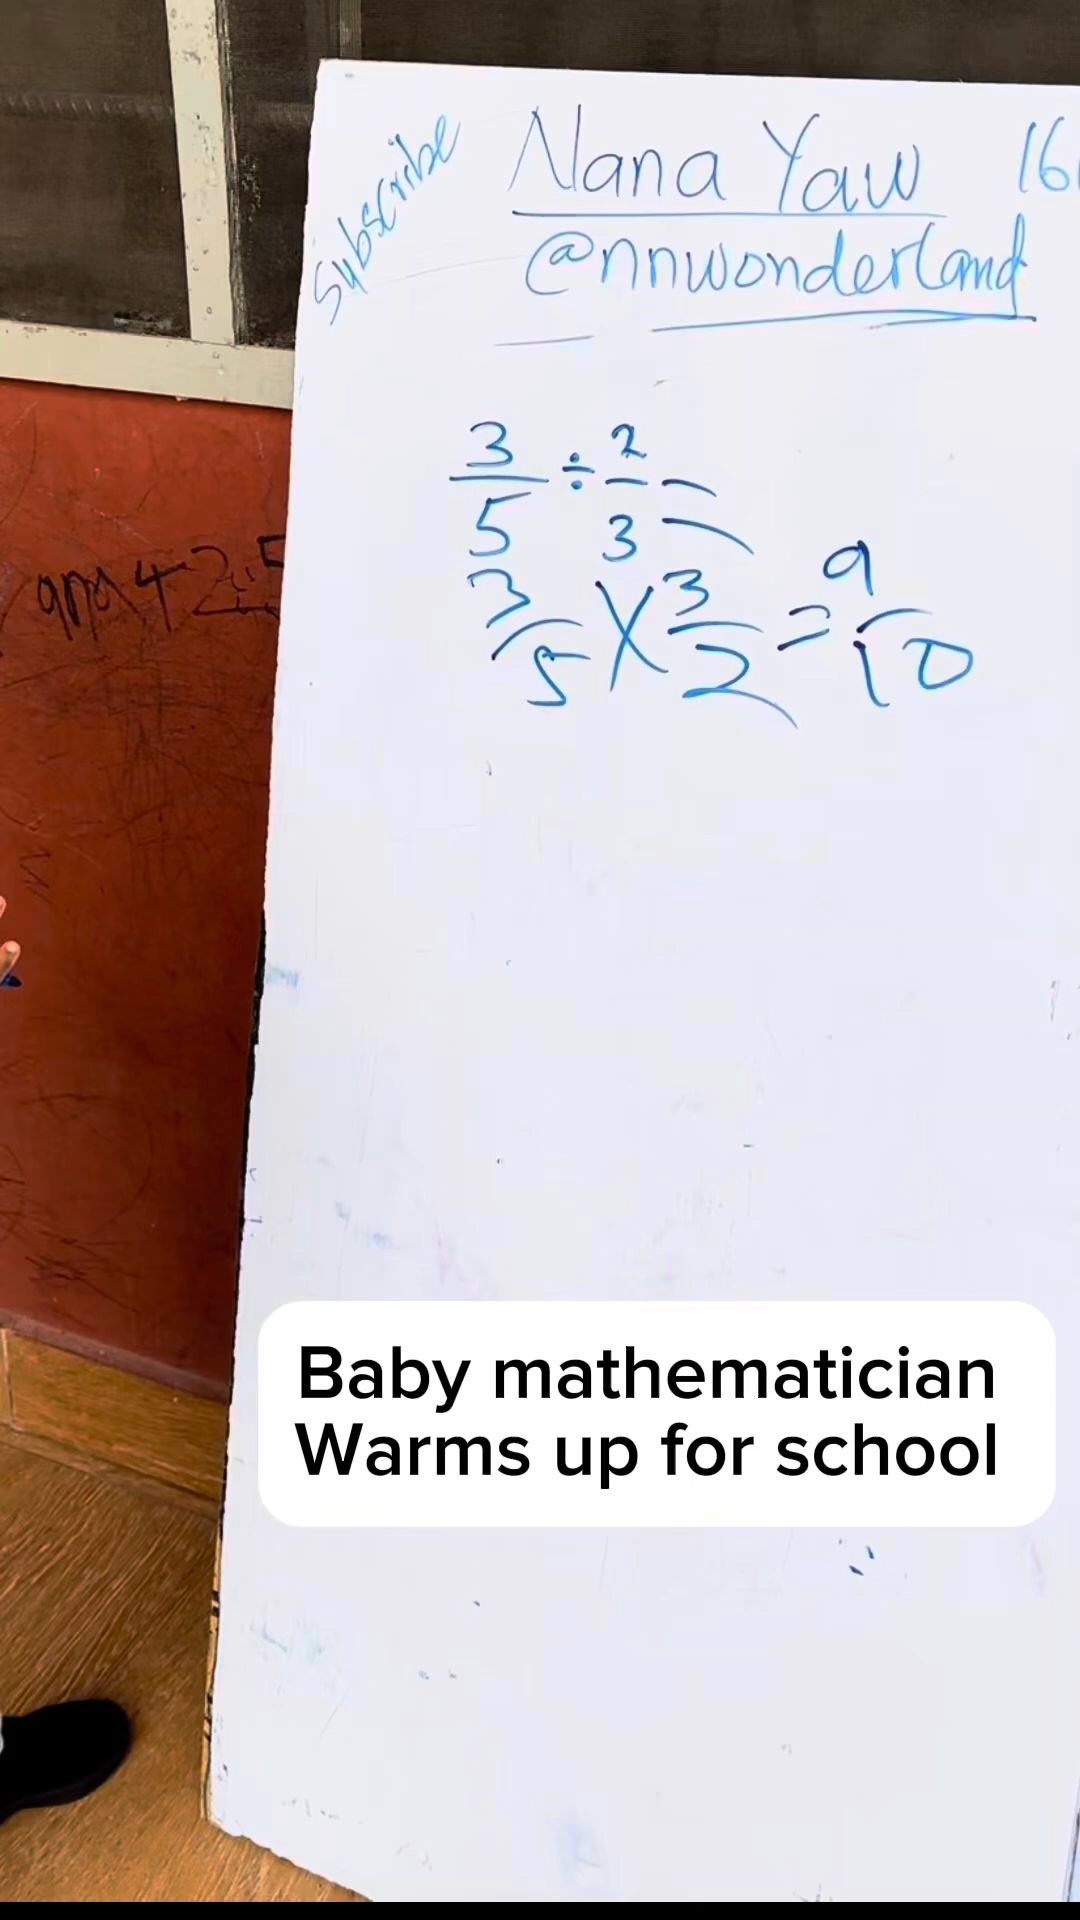 Subscribe
Nana Yaw
@nnwonderland
3/5 ÷ 2/3 =
3/5 X 3/2 = 9/10
Baby mathematician
Warms up for school